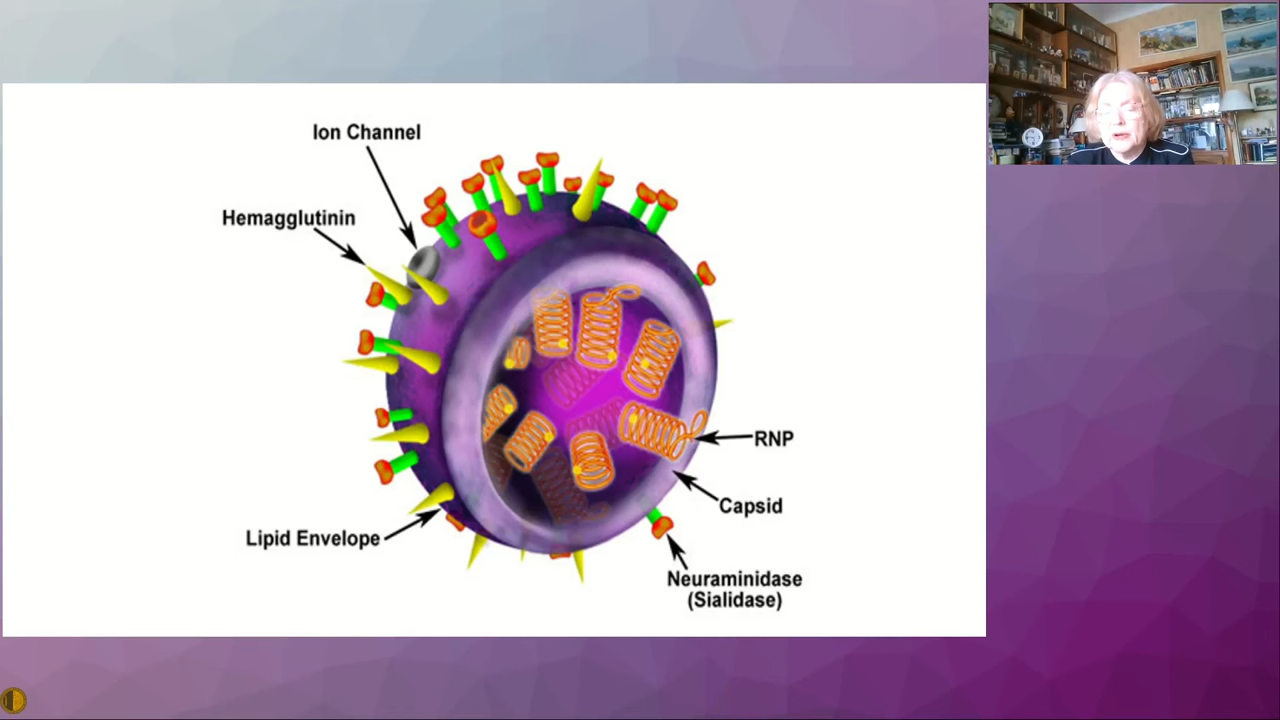 Ion Channel
Hemagglutinin
RNP
Capsid
Lipid Envelope
Neuraminidase
(Sialidase)